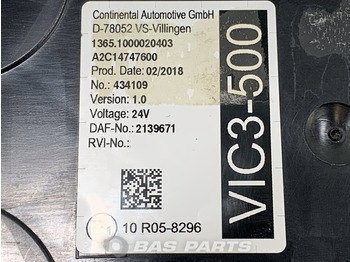 Continental Automotive GmbH
D-78052 VS-Villingen
1365.1000020403
A2C14747600
Prod. Date: 02/2018
No.: 434109
Version: 1.0
Voltage: 24V
DAF-No.: 2139671
RVI-No.:
10 R05-8296
VIC3-500
BAS PARTS